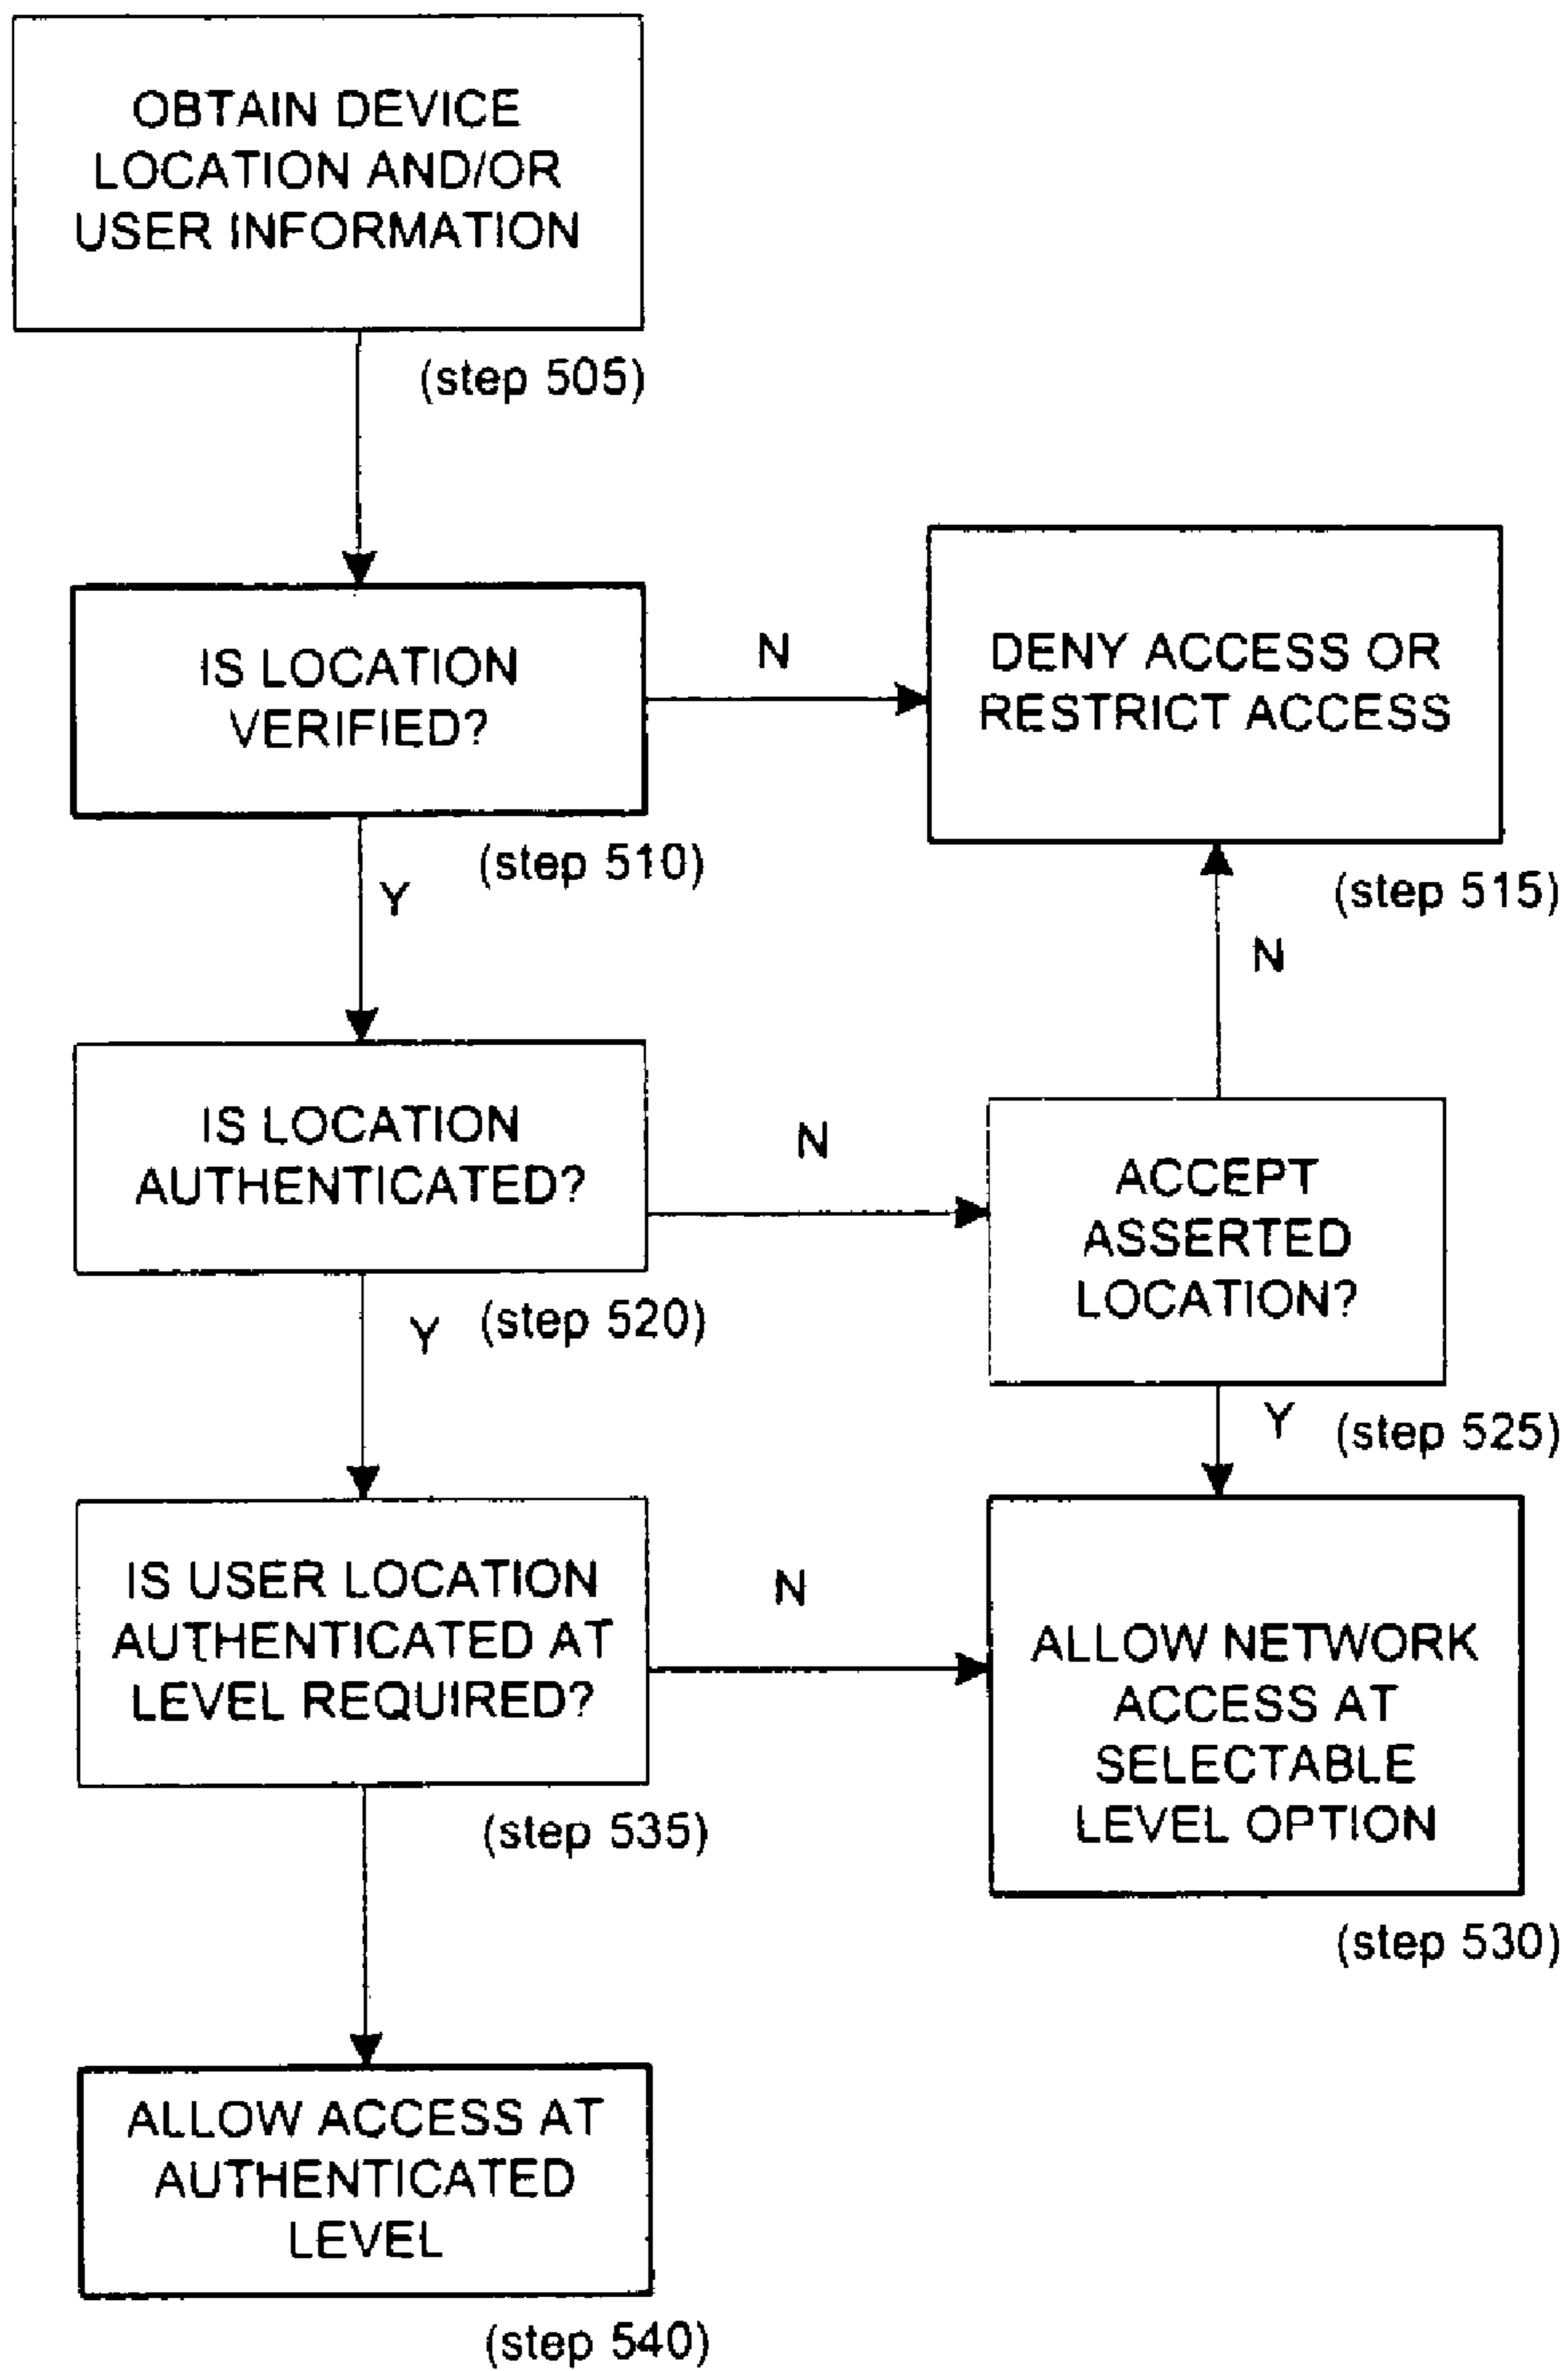 OBTAIN DEVICE
LOCATION AND/OR
USER INFORMATION
(step 505)
IS LOCATION
VERIFIED?
(step 510)
N
DENY ACCESS OR
RESTRICT ACCESS
(step 515)
Y
IS LOCATION
AUTHENTICATED?
(step 520)
N
ACCEPT
ASSERTED
LOCATION?
(step 525)
N
Y
Y
IS USER LOCATION
AUTHENTICATED AT
LEVEL REQUIRED?
(step 535)
N
ALLOW NETWORK
ACCESS AT
SELECTABLE
LEVEL OPTION
(step 530)
ALLOW ACCESS AT
AUTHENTICATED
LEVEL
(step 540)